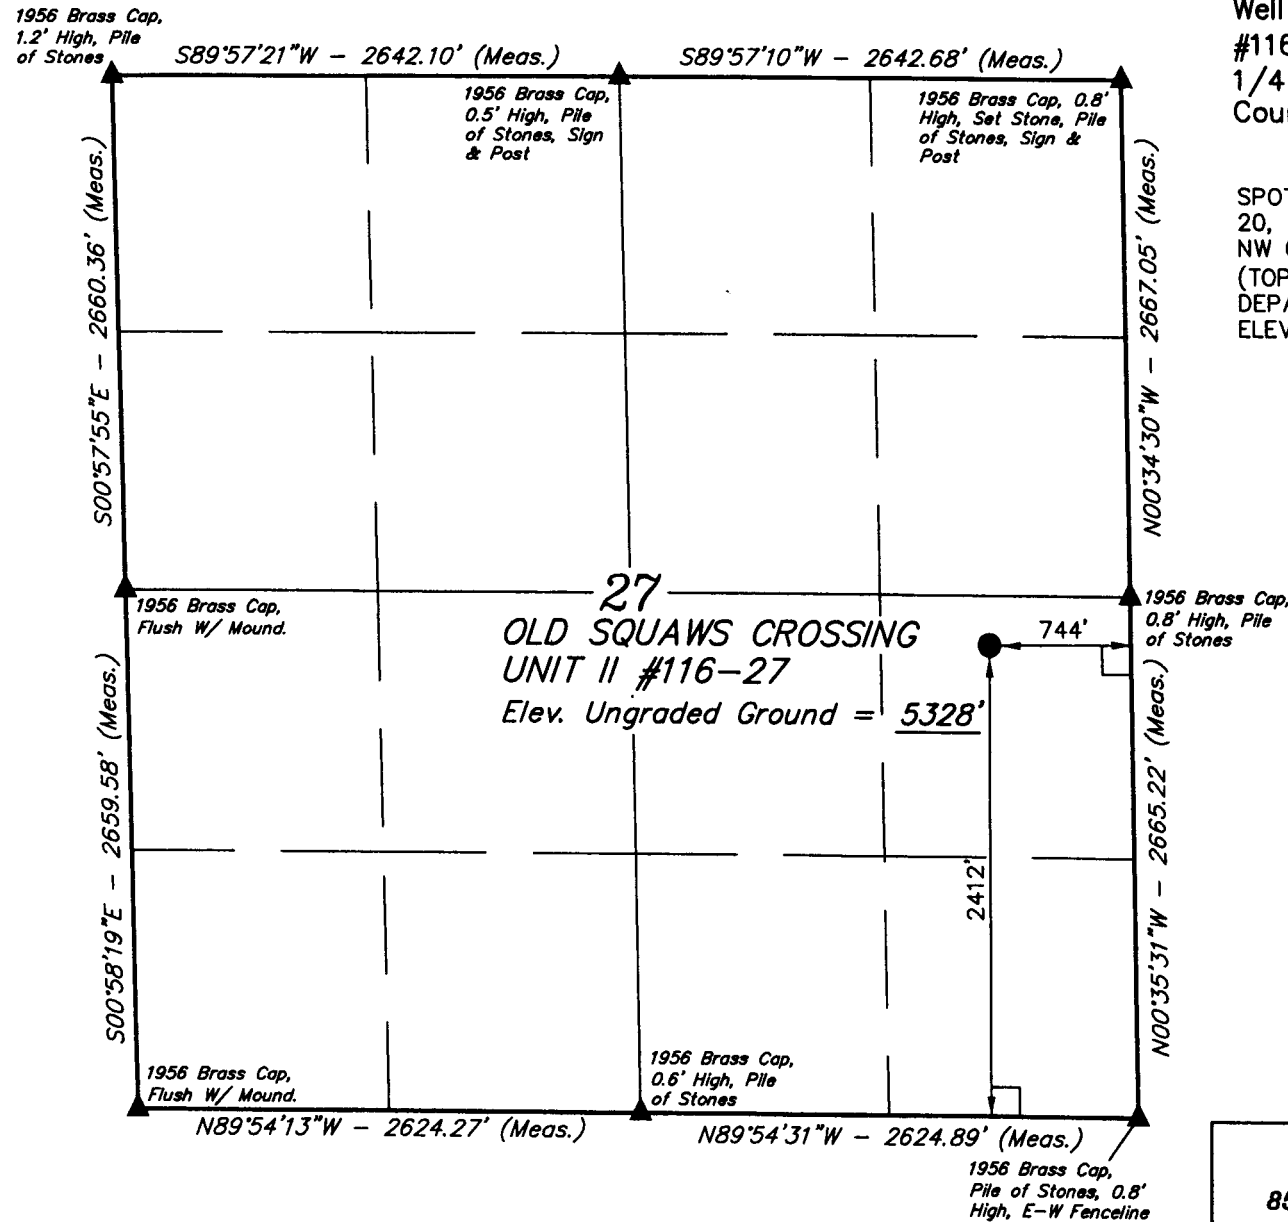 1956 Brass Cap,
1.2' High, Pile
of Stones
S89°57'21"W - 2642.10' (Meas.)
S89°57'10"W - 2642.68' (Meas.)
1956 Brass Cap,
0.5' High, Pile
of Stones, Sign
& Post
1956 Brass Cap, 0.8'
High, Set Stone, Pile
of Stones, Sign &
Post
Well
#116
1/4
SPOT
20,
NW
(TOP
ELEV
S00°57'55"E - 2660.36' (Meas.)
N00°34'30"W - 2667.05' (Meas.)
1956 Brass Cap,
Flush W/ Mound.
27
OLD SQUAWS CROSSING
UNIT II #116-27
Elev. Ungraded Ground = 5328'
744'
1956 Brass Cap,
0.8' High, Pile
of Stones
2412'
S00°58'19"E - 2659.58' (Meas.)
N00°35'31"W - 2665.22' (Meas.)
1956 Brass Cap,
Flush W/ Mound.
1956 Brass Cap,
0.6' High, Pile
of Stones
N89°54'13"W - 2624.27' (Meas.)
N89°54'31"W - 2624.89' (Meas.)
1956 Brass Cap,
Pile of Stones, 0.8'
High, E-W Fenceline